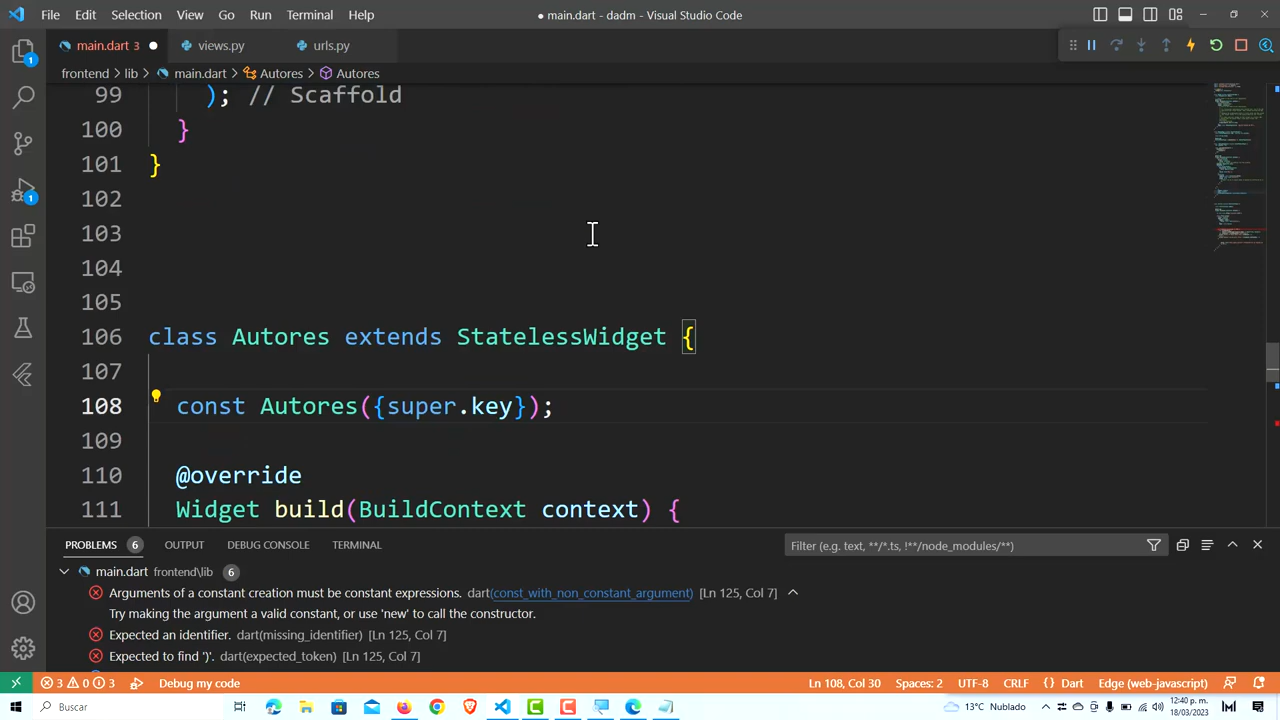 File Edit Selection View Go Run Terminal Help
● main.dart - dadm - Visual Studio Code
main.dart 3 ● views.py urls.py
frontend > lib > main.dart > Autores > Autores
99 ); // Scaffold
100 }
101 }
102
103
104
105
106 class Autores extends StatelessWidget {
107
108 const Autores({super.key});
109
110 @override
111 Widget build(BuildContext context) {
PROBLEMS 6 OUTPUT DEBUG CONSOLE TERMINAL
Filter (e.g. text, **/*.ts, !**/node_modules/**)
main.dart frontend\lib 6
Arguments of a constant creation must be constant expressions. dart(const_with_non_constant_argument) [Ln 125, Col 7]
Try making the argument a valid constant, or use 'new' to call the constructor.
Expected an identifier. dart(missing_identifier) [Ln 125, Col 7]
Expected to find ')'. dart(expected_token) [Ln 125, Col 7]
3 0 3 Debug my code Ln 108, Col 30 Spaces: 2 UTF-8 CRLF {} Dart Edge (web-javascript)
Buscar 13°C Nublado 12:40 p. m.
18/03/2023
1
1